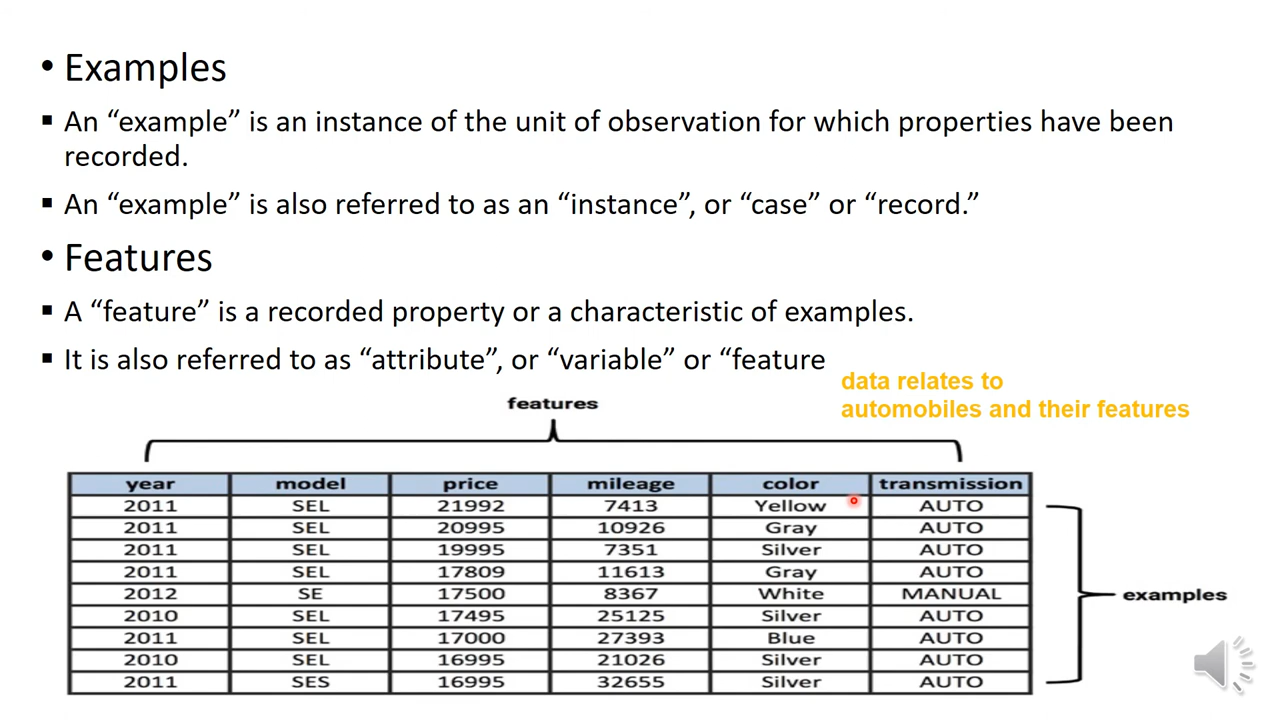 • Examples
▪ An “example” is an instance of the unit of observation for which properties have been
recorded.
▪ An “example” is also referred to as an “instance”, or “case” or “record.”
• Features
▪ A “feature” is a recorded property or a characteristic of examples.
▪ It is also referred to as “attribute”, or “variable” or “feature
data relates to
automobiles and their features
features
year model price mileage color transmission
2011 SEL 21992 7413 Yellow AUTO
2011 SEL 20995 10926 Gray AUTO
2011 SEL 19995 7351 Silver AUTO
2011 SEL 17809 11613 Gray AUTO
2012 SE 17500 8367 White MANUAL
2010 SEL 17495 25125 Silver AUTO
2011 SEL 17000 27393 Blue AUTO
2010 SEL 16995 21026 Silver AUTO
2011 SES 16995 32655 Silver AUTO
examples